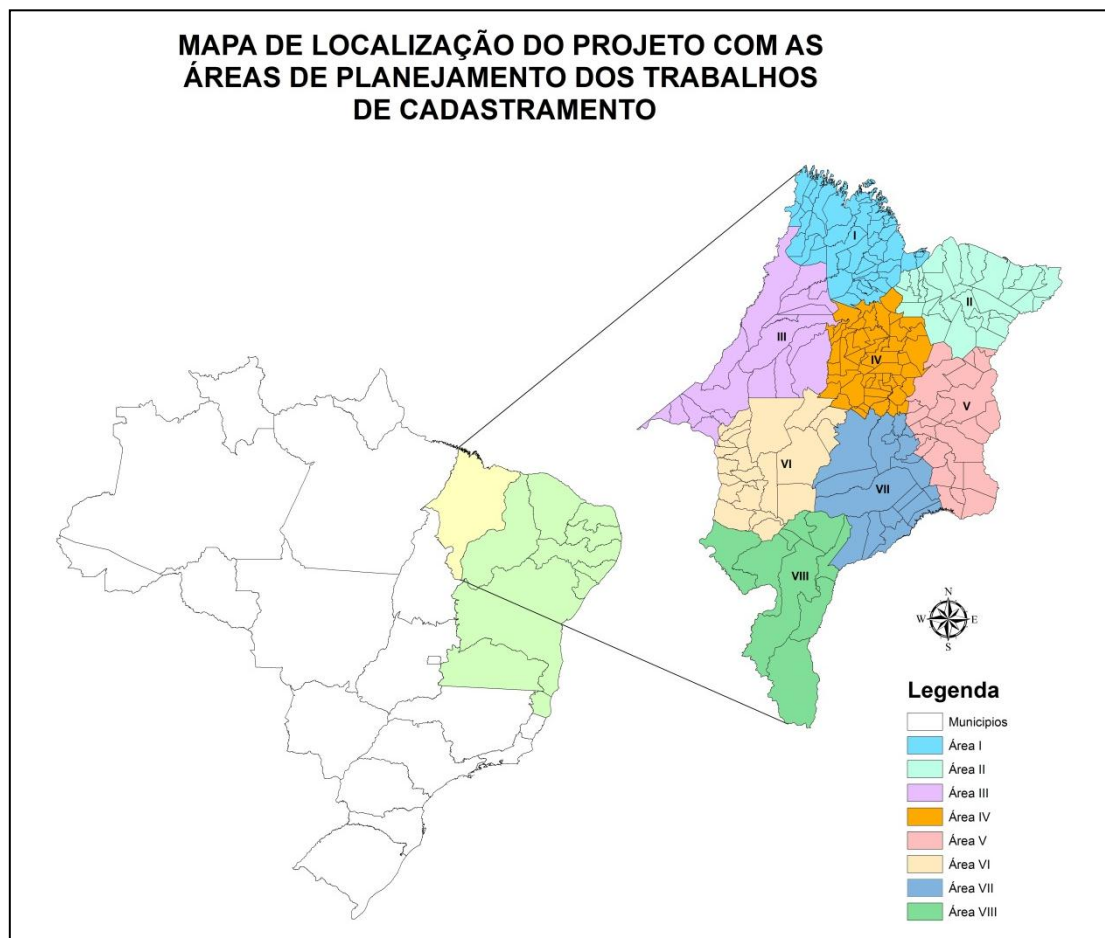 MAPA DE LOCALIZAÇÃO DO PROJETO COM AS
ÁREAS DE PLANEJAMENTO DOS TRABALHOS
DE CADASTRAMENTO
I
II
III
IV
V
VI
VII
VIII
N
W
E
S
Legenda
Municipios
Área I
Área II
Área III
Área IV
Área V
Área VI
Área VII
Área VIII